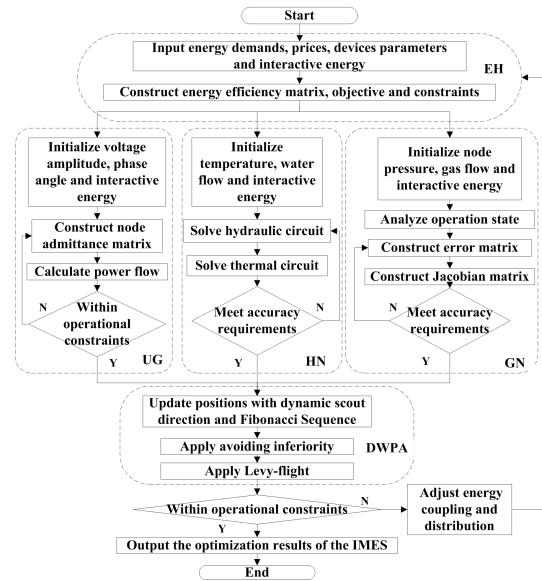 Start
Input energy demands, prices, devices parameters
and interactive energy
EH
Construct energy efficiency matrix, objective and constraints
Initialize voltage
amplitude, phase
angle and interactive
energy
Construct node
admittance matrix
Calculate power flow
N
Within
operational
constraints
Y
UG
Initialize
temperature, water
flow and interactive
energy
Solve hydraulic circuit
Solve thermal circuit
N
Meet accuracy
requirements
Y
HN
Initialize node
pressure, gas flow and
interactive energy
Analyze operation state
Construct error matrix
Construct Jacobian matrix
N
Meet accuracy
requirements
Y
GN
Update positions with dynamic scout
direction and Fibonacci Sequence
Apply avoiding inferiority
DWPA
Apply Levy-flight
Within operational constraints
N
Adjust energy
coupling and
distribution
Y
Output the optimization results of the IMES
End